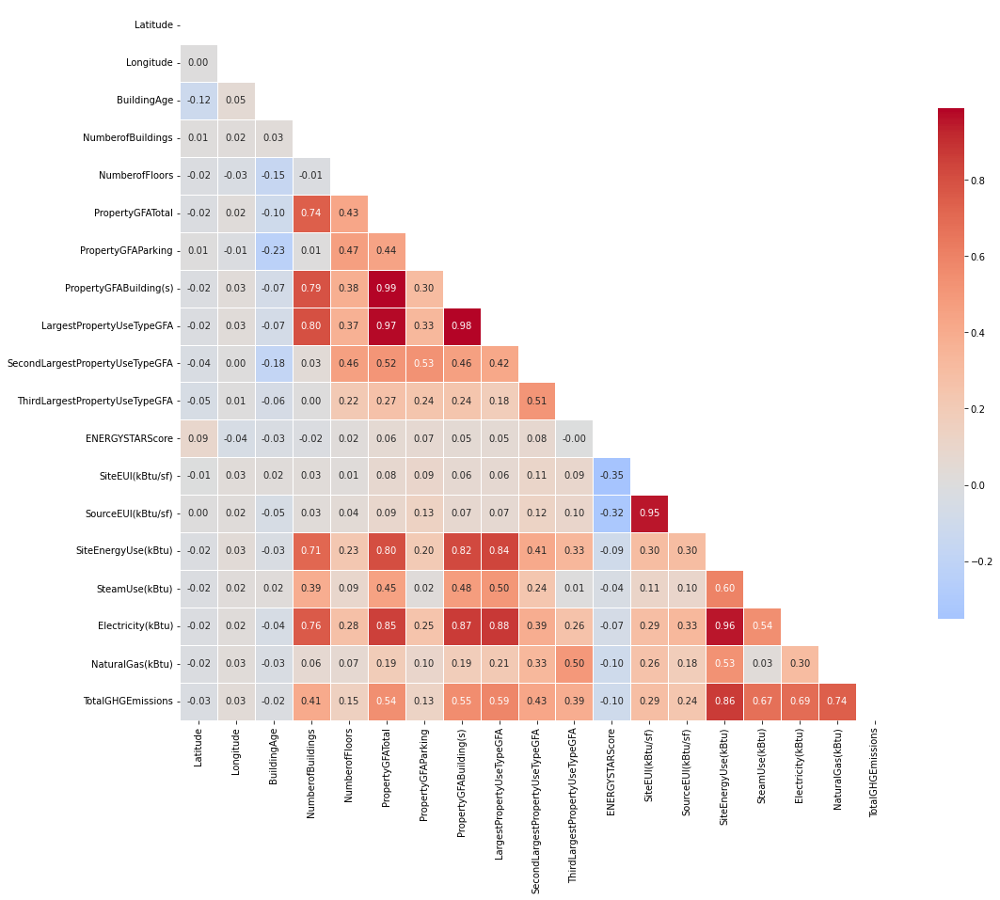 Latitude
Longitude 0.00
BuildingAge -0.12 0.05
NumberofBuildings 0.01 0.02 0.03
NumberofFloors -0.02 -0.03 -0.15 -0.01
PropertyGFATotal -0.02 0.02 -0.10 0.74 0.43
PropertyGFAParking 0.01 -0.01 -0.23 0.01 0.47 0.44
PropertyGFABuilding(s) -0.02 0.03 -0.07 0.79 0.38 0.99 0.30
LargestPropertyUseTypeGFA -0.02 0.03 -0.07 0.80 0.37 0.97 0.33 0.98
SecondLargestPropertyUseTypeGFA -0.04 0.00 -0.18 0.03 0.46 0.52 0.53 0.46 0.42
ThirdLargestPropertyUseTypeGFA -0.05 0.01 -0.06 0.00 0.22 0.27 0.24 0.24 0.18 0.51
ENERGYSTARScore 0.09 -0.04 -0.03 -0.02 0.02 0.06 0.07 0.05 0.05 0.08 -0.00
SiteEUI(kBtu/sf) -0.01 0.03 0.02 0.03 0.01 0.08 0.09 0.06 0.06 0.11 0.09 -0.35
SourceEUI(kBtu/sf) 0.00 0.02 -0.05 0.03 0.04 0.09 0.13 0.07 0.07 0.12 0.10 -0.32 0.95
SiteEnergyUse(kBtu) -0.02 0.03 -0.03 0.71 0.23 0.80 0.20 0.82 0.84 0.41 0.33 -0.09 0.30 0.30
SteamUse(kBtu) -0.02 0.02 0.02 0.39 0.09 0.45 0.02 0.48 0.50 0.24 0.01 -0.04 0.11 0.10 0.60
Electricity(kBtu) -0.02 0.02 -0.04 0.76 0.28 0.85 0.25 0.87 0.88 0.39 0.26 -0.07 0.29 0.33 0.96 0.54
NaturalGas(kBtu) -0.02 0.03 -0.03 0.06 0.07 0.19 0.10 0.19 0.21 0.33 0.50 -0.10 0.26 0.18 0.53 0.03 0.30
TotalGHGEmissions -0.03 0.03 -0.02 0.41 0.15 0.54 0.13 0.55 0.59 0.43 0.39 -0.10 0.29 0.24 0.86 0.67 0.69 0.74
Latitude
Longitude
BuildingAge
NumberofBuildings
NumberofFloors
PropertyGFATotal
PropertyGFAParking
PropertyGFABuilding(s)
LargestPropertyUseTypeGFA
SecondLargestPropertyUseTypeGFA
ThirdLargestPropertyUseTypeGFA
ENERGYSTARScore
SiteEUI(kBtu/sf)
SourceEUI(kBtu/sf)
SiteEnergyUse(kBtu)
SteamUse(kBtu)
Electricity(kBtu)
NaturalGas(kBtu)
TotalGHGEmissions
0.8
0.6
0.4
0.2
0.0
−0.2